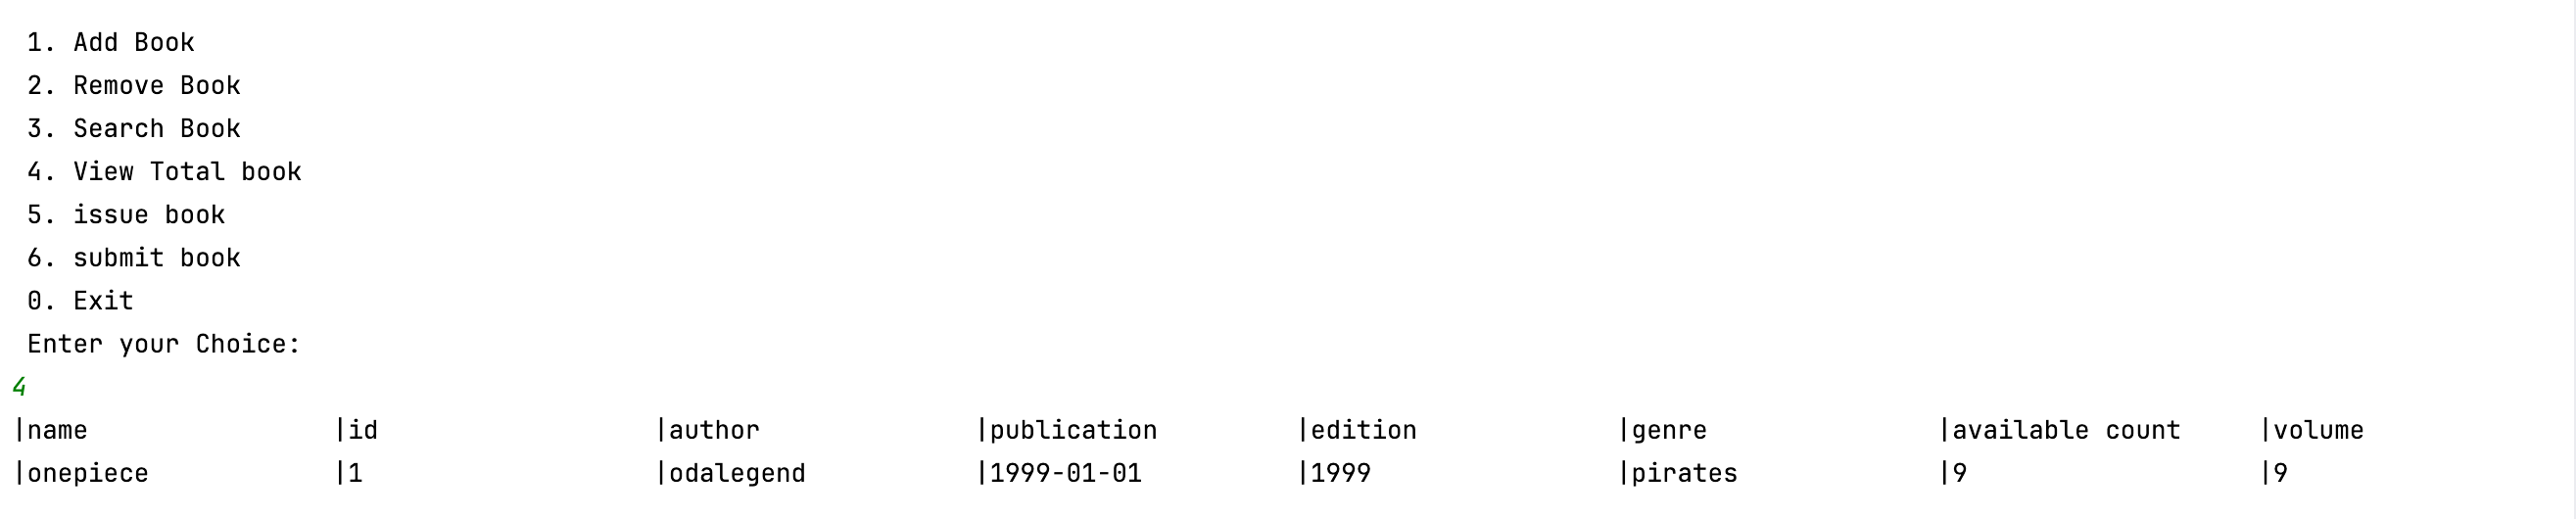 1. Add Book
2. Remove Book
3. Search Book
4. View Total book
5. issue book
6. submit book
0. Exit
Enter your Choice:
4
|name |id |author |publication |edition |genre |available count |volume
|onepiece |1 |odalegend |1999-01-01 |1999 |pirates |9 |9